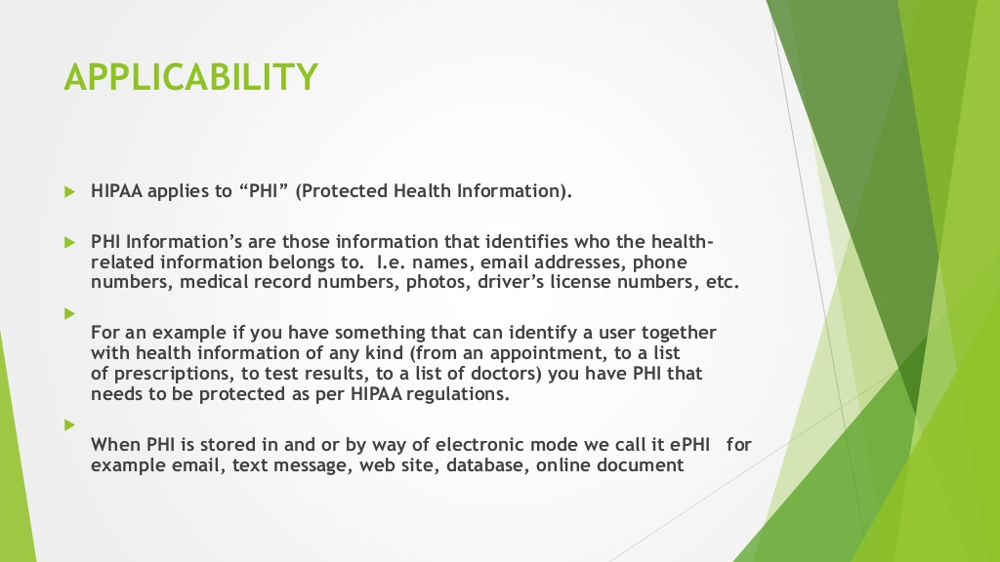 APPLICABILITY
HIPAA applies to “PHI” (Protected Health Information).
PHI Information’s are those information that identifies who the health-
related information belongs to.  I.e. names, email addresses, phone
numbers, medical record numbers, photos, driver’s license numbers, etc.
For an example if you have something that can identify a user together
with health information of any kind (from an appointment, to a list
of prescriptions, to test results, to a list of doctors) you have PHI that
needs to be protected as per HIPAA regulations.
When PHI is stored in and or by way of electronic mode we call it ePHI   for
example email, text message, web site, database, online document